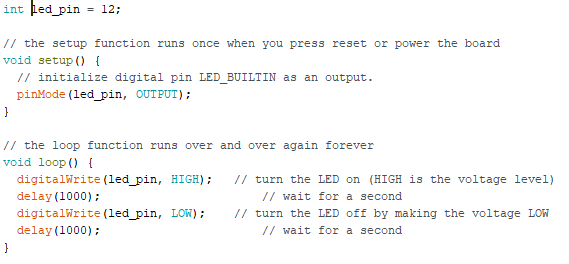 int led_pin = 12;
// the setup function runs once when you press reset or power the board
void setup() {
  // initialize digital pin LED_BUILTIN as an output.
  pinMode(led_pin, OUTPUT);
}
// the loop function runs over and over again forever
void loop() {
  digitalWrite(led_pin, HIGH);   // turn the LED on (HIGH is the voltage level)
  delay(1000);                       // wait for a second
  digitalWrite(led_pin, LOW);    // turn the LED off by making the voltage LOW
  delay(1000);                       // wait for a second
}